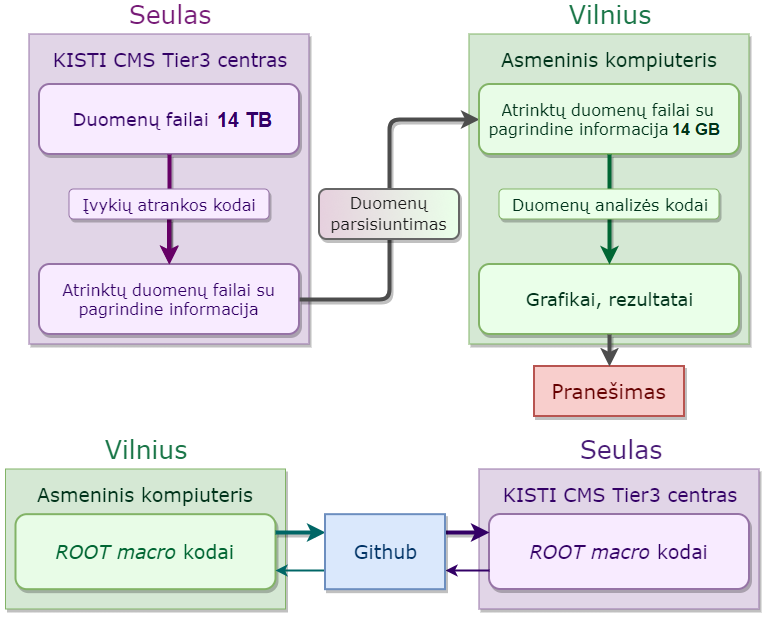 Seulas
KISTI CMS Tier3 centras
Duomenų failai 14 TB
Įvykių atrankos kodai
Atrinktų duomenų failai su
pagrindine informacija
Duomenų
parsisiuntimas
Vilnius
Asmeninis kompiuteris
Atrinktų duomenų failai su
pagrindine informacija 14 GB
Duomenų analizės kodai
Grafikai, rezultatai
Pranešimas
Vilnius
Asmeninis kompiuteris
ROOT macro kodai
Github
Seulas
KISTI CMS Tier3 centras
ROOT macro kodai